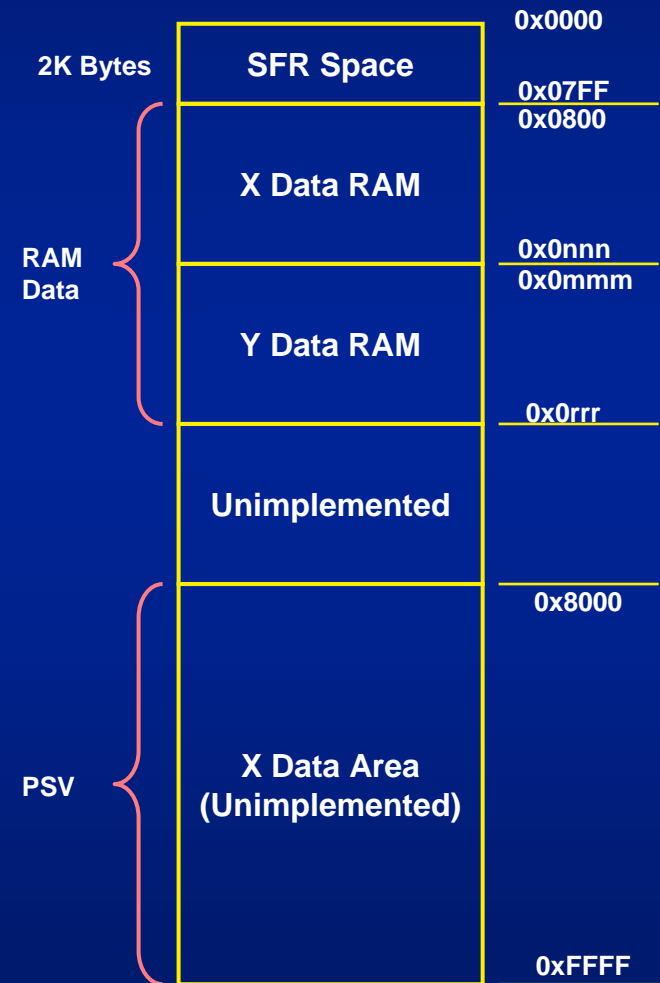 0x0000
2K Bytes
SFR Space
0x07FF
0x0800
X Data RAM
RAM
Data
0x0nnn
0x0mmm
Y Data RAM
0x0rrr
Unimplemented
0x8000
PSV
X Data Area
(Unimplemented)
0xFFFF